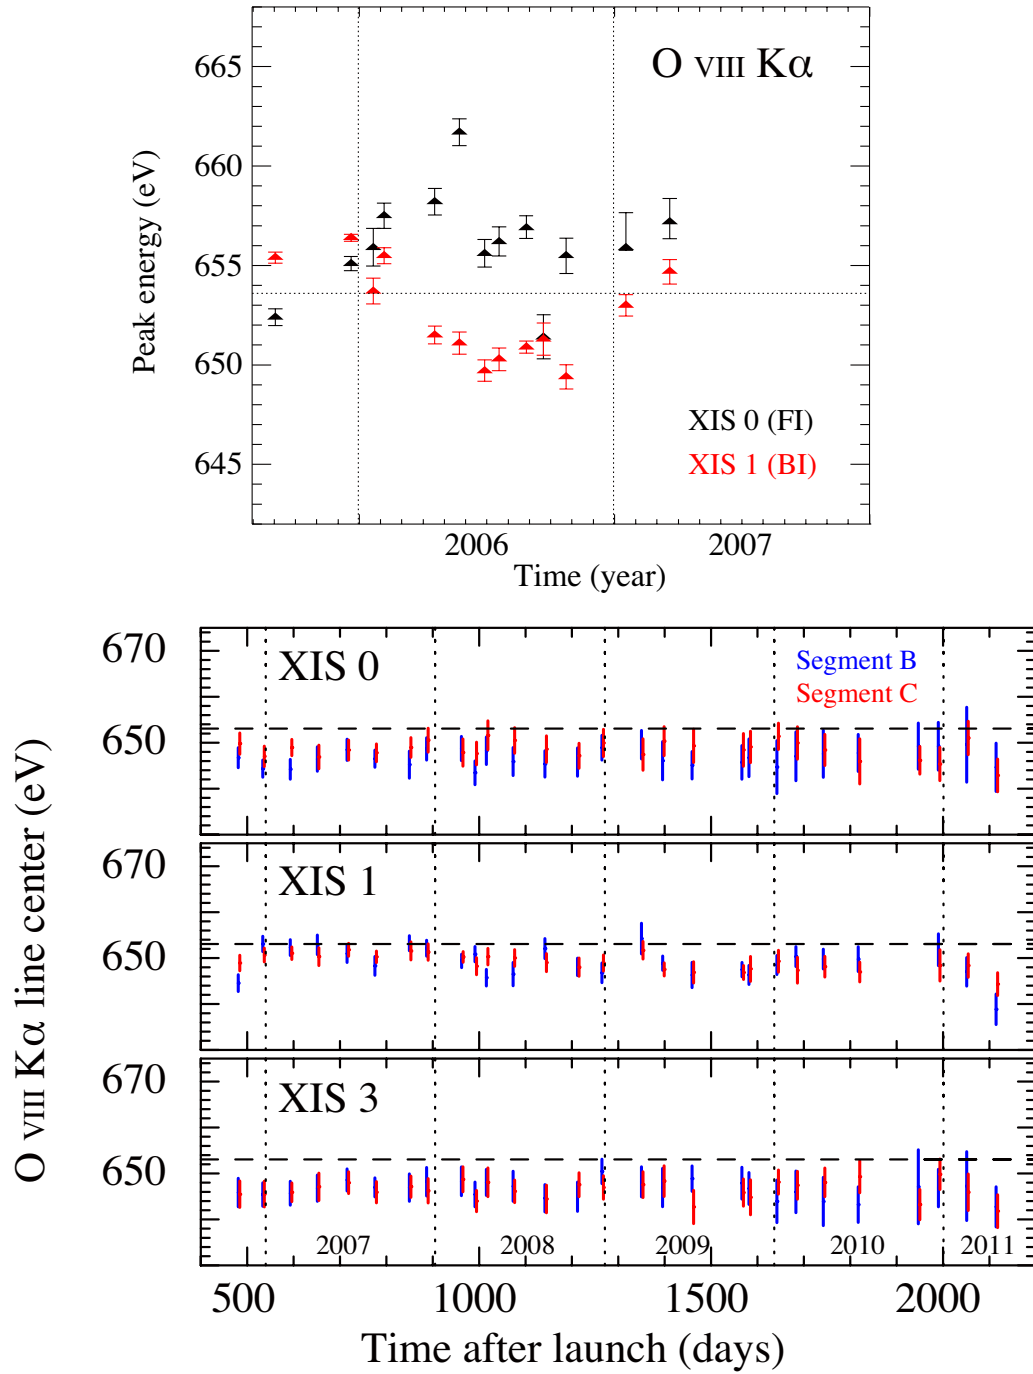 O VIII Kα
665
660
655
650
645
Peak energy (eV)
XIS 0 (FI)
XIS 1 (BI)
2006 2007
Time (year)
O VIII Kα line center (eV)
670
650
XIS 0
Segment B
Segment C
670
650
XIS 1
670
650
XIS 3
2007 2008 2009 2010 2011
500 1000 1500 2000
Time after launch (days)